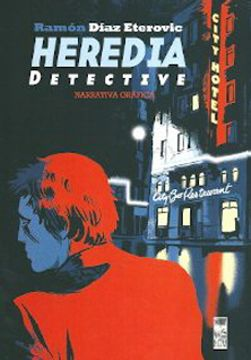 Ramón Díaz Eterovic
HEREDIA
DETECTIVE
NARRATIVA GRÁFICA
CITY HOTEL
City Bar Restaurant